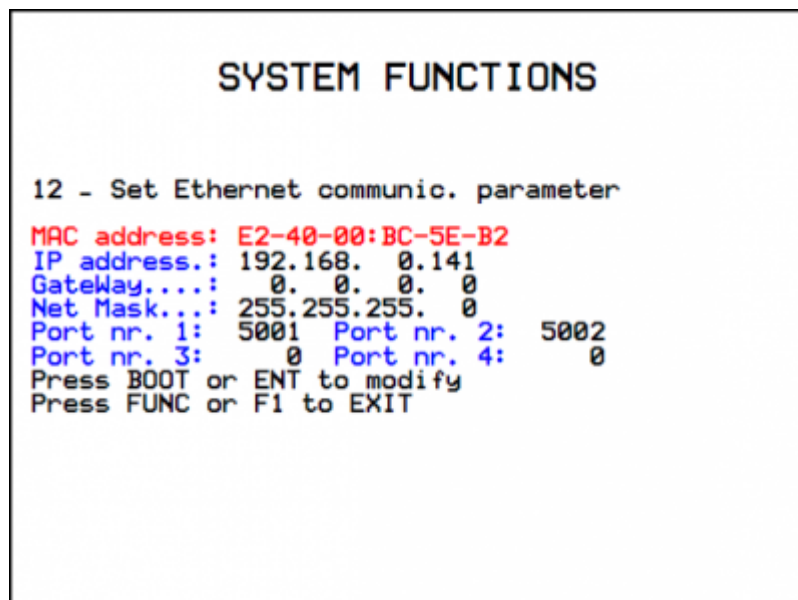 SYSTEM FUNCTIONS
12 - Set Ethernet communic. parameter
MAC address: E2-40-00:BC-5E-B2
IP address.: 192.168.  0.141
GateWay....:   0.  0.  0.  0
Net Mask...: 255.255.255.  0
Port nr. 1:  5001  Port nr. 2:  5002
Port nr. 3:     0  Port nr. 4:     0
Press BOOT or ENT to modify
Press FUNC or F1 to EXIT